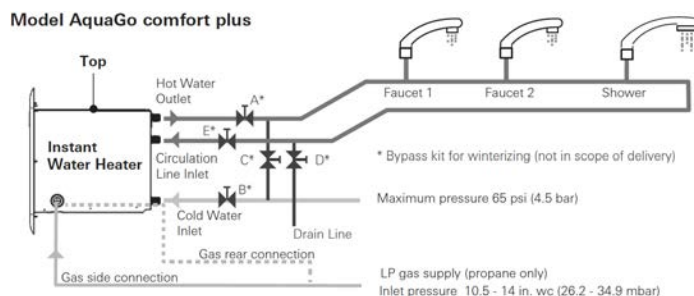 Model AquaGo comfort plus
Top
Hot Water
Outlet
A*
Faucet 1
Faucet 2
Shower
E*
Instant
Water Heater
Circulation
Line Inlet
C*
D*
* Bypass kit for winterizing (not in scope of delivery)
B*
Maximum pressure 65 psi (4.5 bar)
Cold Water
Inlet
Drain Line
Gas rear connection
Gas side connection
LP gas supply (propane only)
Inlet pressure 10.5 - 14 in. wc (26.2 - 34.9 mbar)